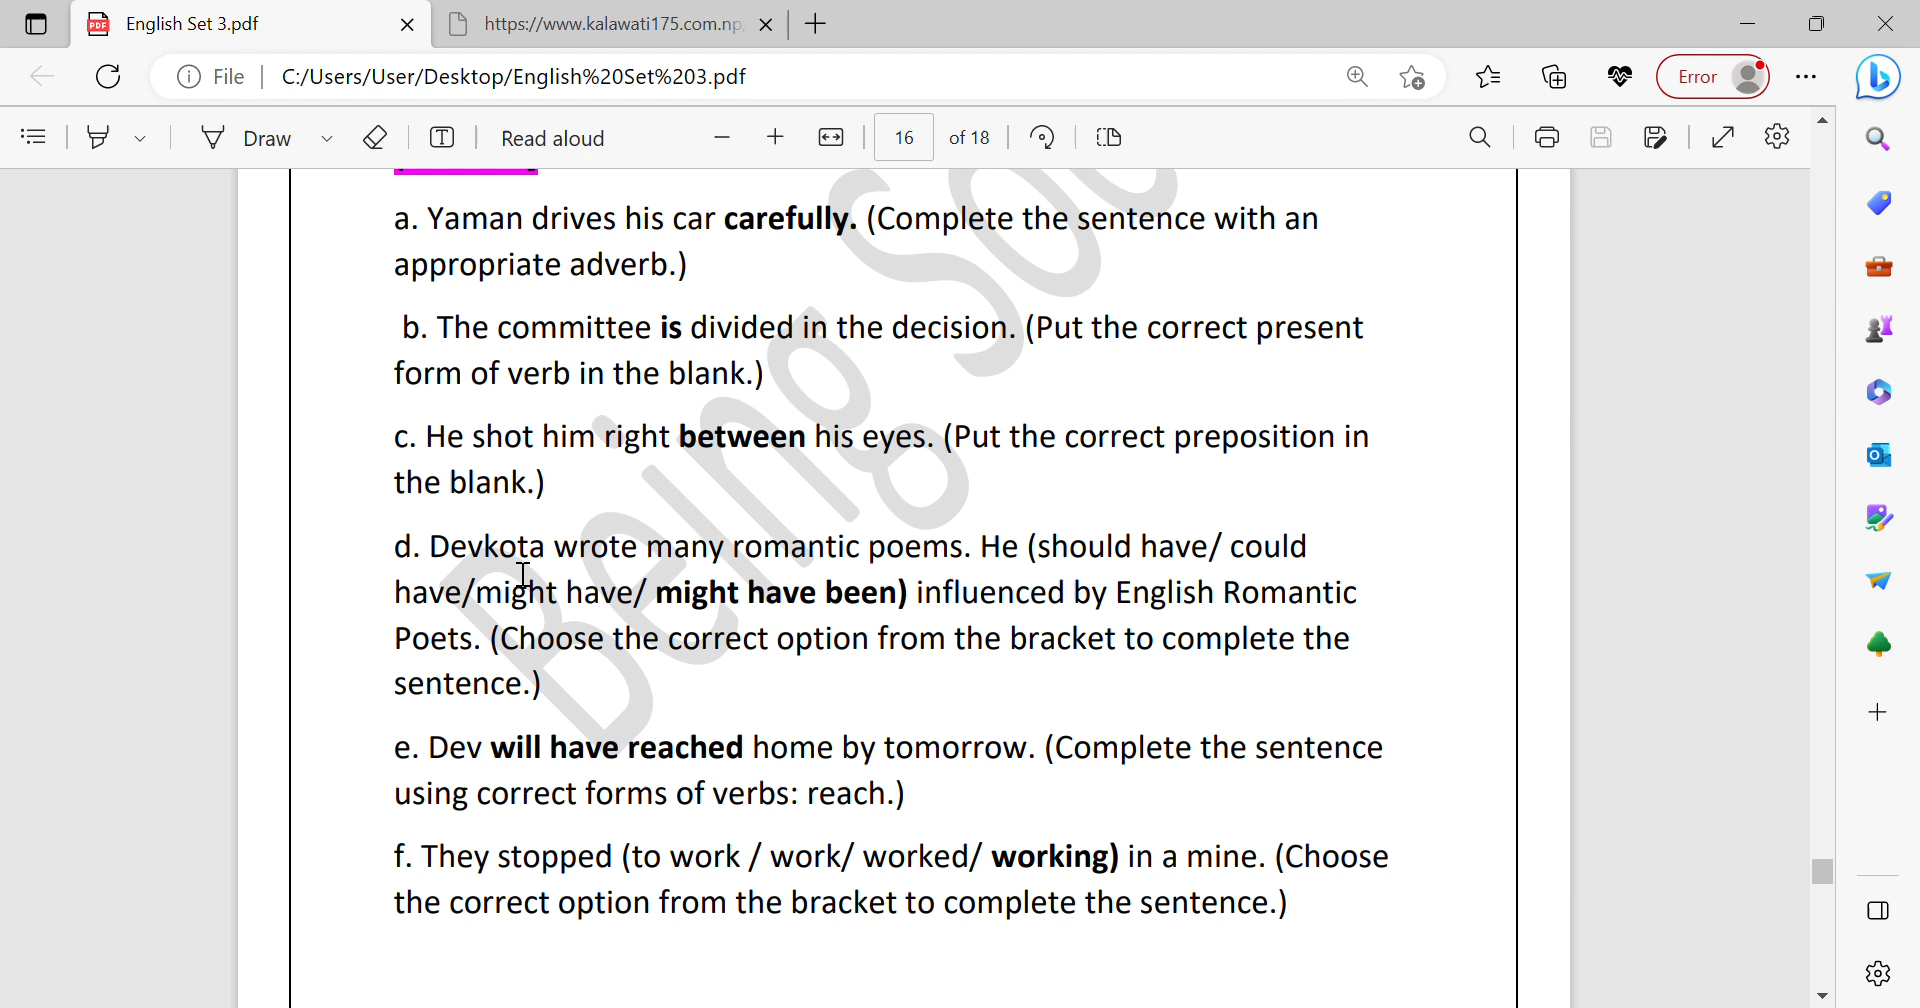 English Set 3.pdf
https://www.kalawati175.com.np
File
C:/Users/User/Desktop/English%20Set%203.pdf
Error
Draw
Read aloud
16
of 18
a. Yaman drives his car carefully. (Complete the sentence with an
appropriate adverb.)
b. The committee is divided in the decision. (Put the correct present
form of verb in the blank.)
c. He shot him right between his eyes. (Put the correct preposition in
the blank.)
d. Devkota wrote many romantic poems. He (should have/ could
have/might have/ might have been) influenced by English Romantic
Poets. (Choose the correct option from the bracket to complete the
sentence.)
e. Dev will have reached home by tomorrow. (Complete the sentence
using correct forms of verbs: reach.)
f. They stopped (to work / work/ worked/ working) in a mine. (Choose
the correct option from the bracket to complete the sentence.)
Being